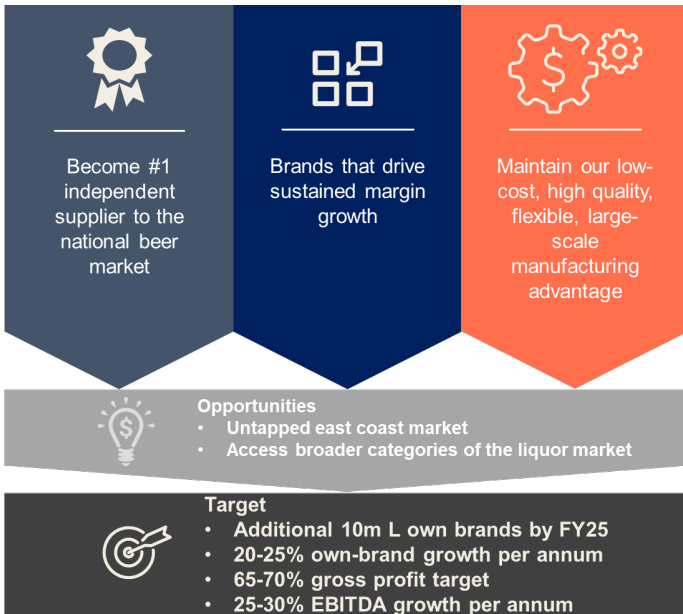 Become #1
independent
supplier to the
national beer
market
Brands that drive
sustained margin
growth
Maintain our low-
cost, high quality,
flexible, large-
scale
manufacturing
advantage
$
$
Opportunities
• Untapped east coast market
• Access broader categories of the liquor market
Target
• Additional 10m L own brands by FY25
• 20-25% own-brand growth per annum
• 65-70% gross profit target
• 25-30% EBITDA growth per annum